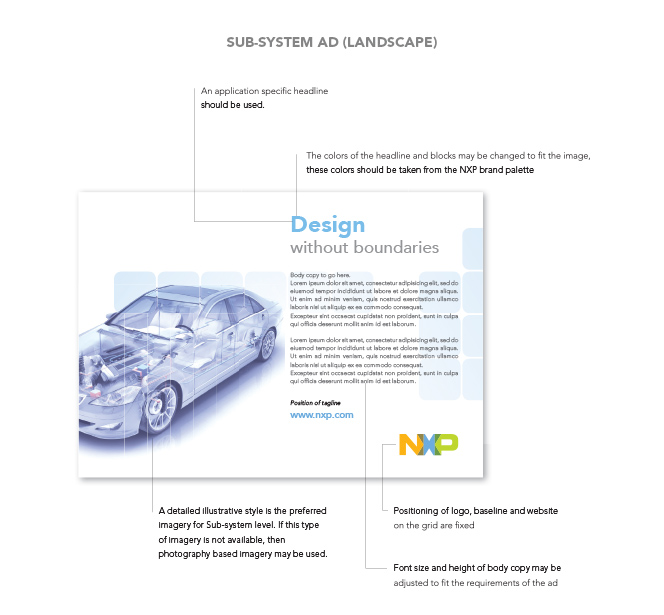 SUB-SYSTEM AD (LANDSCAPE)
An application specific headline
should be used.
The colors of the headline and blocks may be changed to fit the image,
these colors should be taken from the NXP brand palette
Design
without boundaries
Body copy to go here.
Lorem ipsum dolor sit amet, consectetur adipisicing elit, sed do
eiusmod tempor incididunt ut labore et dolore magna aliqua.
Ut enim ad minim veniam, quis nostrud exercitation ullamco
laboris nisi ut aliquip ex ea commodo consequat.
Excepteur sint occaecat cupidatat non proident, sunt in culpa
qui officia deserunt mollit anim id est laborum.
Lorem ipsum dolor sit amet, consectetur adipisicing elit, sed do
eiusmod tempor incididunt ut labore et dolore magna aliqua.
Ut enim ad minim veniam, quis nostrud exercitation ullamco
laboris nisi ut aliquip ex ea commodo consequat.
Excepteur sint occaecat cupidatat non proident, sunt in culpa
qui officia deserunt mollit anim id est laborum.
Position of tagline
www.nxp.com
NXP
A detailed illustrative style is the preferred
imagery for Sub-system level. If this type
of imagery is not available, then
photography based imagery may be used.
Positioning of logo, baseline and website
on the grid are fixed
Font size and height of body copy may be
adjusted to fit the requirements of the ad